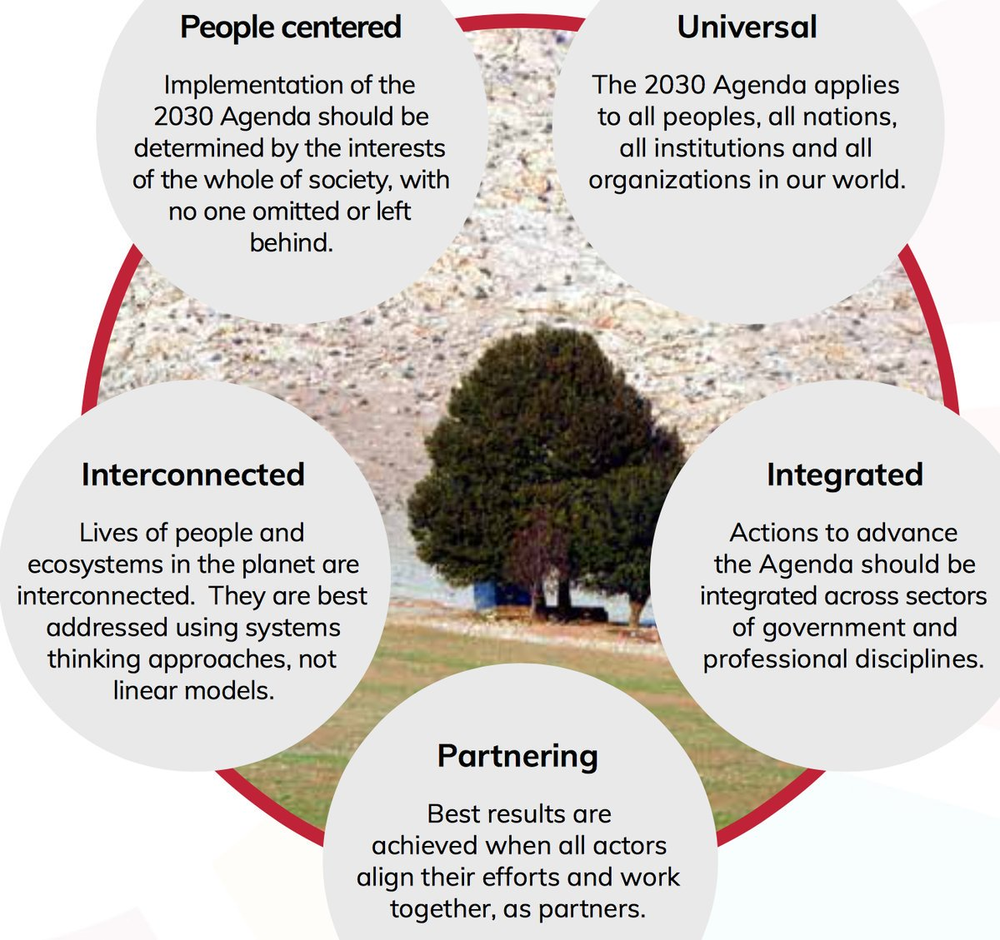 People centered
Implementation of the
2030 Agenda should be
determined by the interests
of the whole of society, with
no one omitted or left
behind.
Universal
The 2030 Agenda applies
to all peoples, all nations,
all institutions and all
organizations in our world.
Interconnected
Lives of people and
ecosystems in the planet are
interconnected.  They are best
addressed using systems
thinking approaches, not
linear models.
Integrated
Actions to advance
the Agenda should be
integrated across sectors
of government and
professional disciplines.
Partnering
Best results are
achieved when all actors
align their efforts and work
together, as partners.